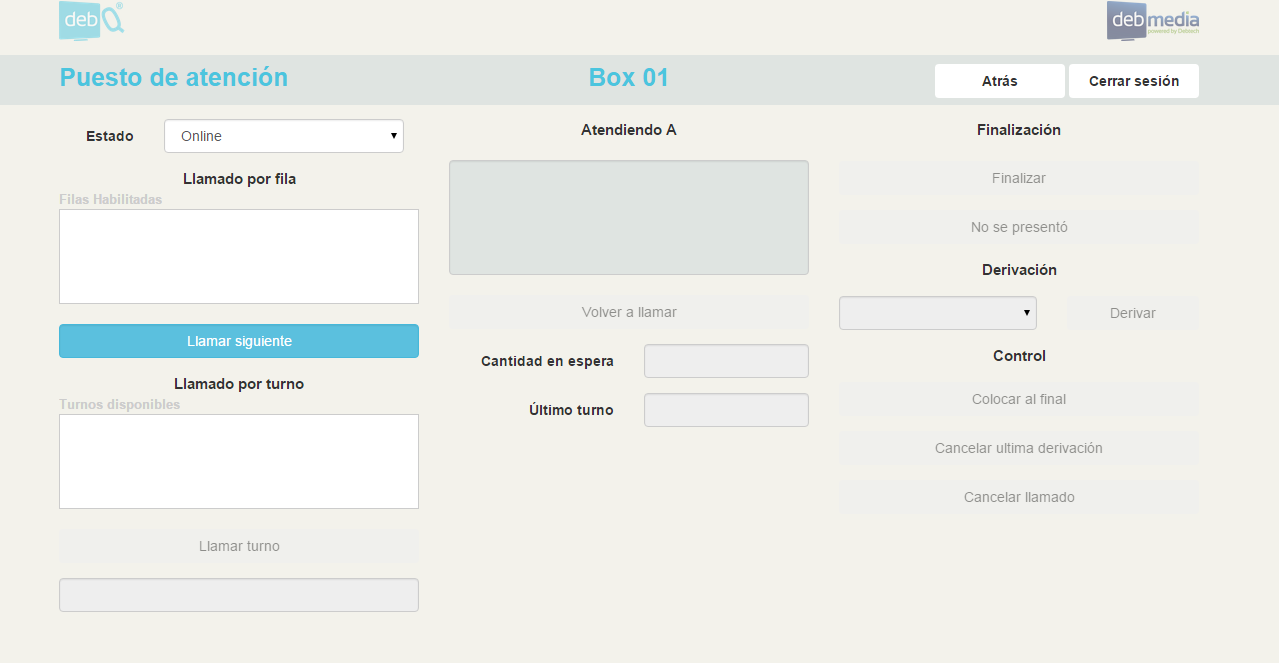 debQ®
debmedia
powered by Debtech
Puesto de atención
Box 01
Atrás
Cerrar sesión
Estado
Online
Llamado por fila
Filas Habilitadas
Llamar siguiente
Llamado por turno
Turnos disponibles
Llamar turno
Atendiendo A
Volver a llamar
Cantidad en espera
Último turno
Finalización
Finalizar
No se presentó
Derivación
Derivar
Control
Colocar al final
Cancelar ultima derivación
Cancelar llamado